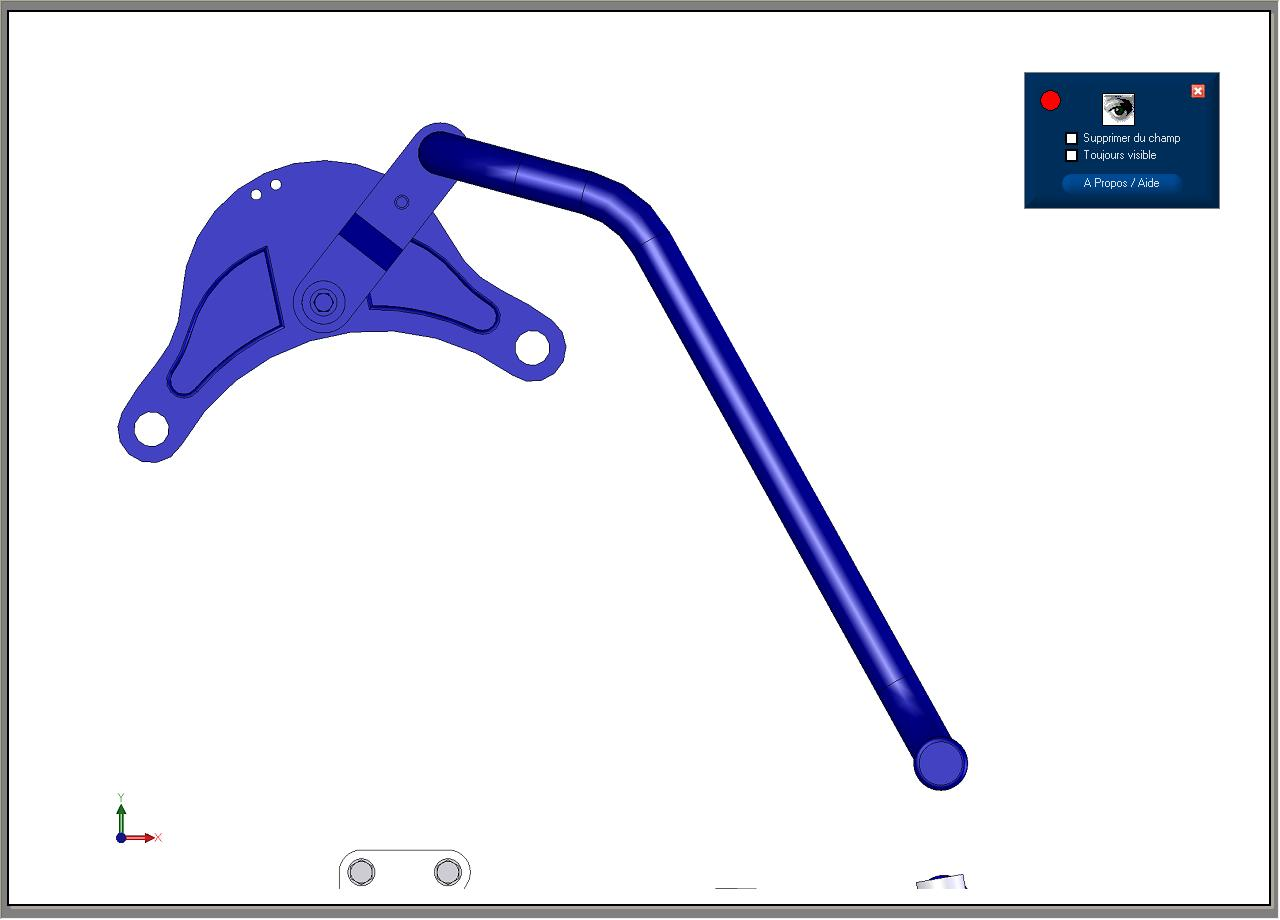 Supprimer du champ
Toujours visible
A Propos / Aide
Y
X